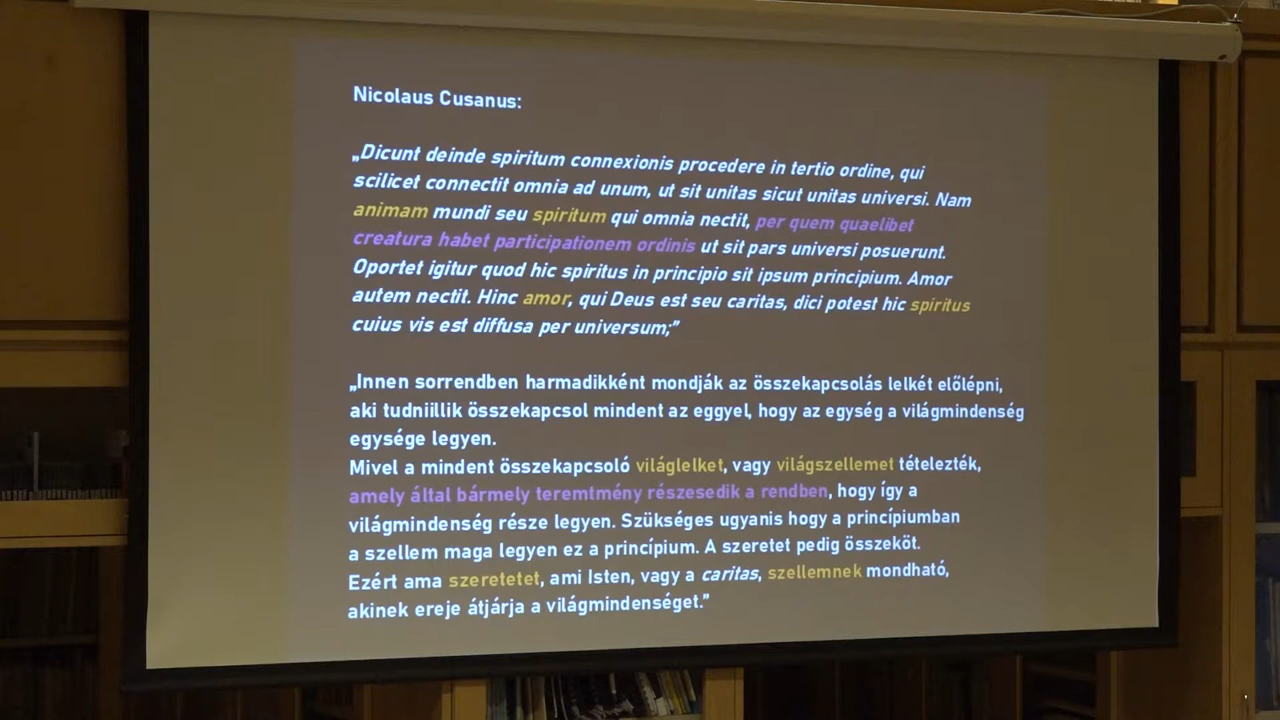 Nicolaus Cusanus:
„Dicunt deinde spiritum connexionis procedere in tertio ordine, qui
scilicet connectit omnia ad unum, ut sit unitas sicut unitas universi. Nam
animam mundi seu spiritum qui omnia nectit, per quem quaelibet
creatura habet participationem ordinis ut sit pars universi posuerunt.
Oportet igitur quod hic spiritus in principio sit ipsum principium. Amor
autem nectit. Hinc amor, qui Deus est seu caritas, dici potest hic spiritus
cuius vis est diffusa per universum;”
„Innen sorrendben harmadikként mondják az összekapcsolás lelkét előlépni,
aki tudniillik összekapcsol mindent az eggyel, hogy az egység a világmindenség
egysége legyen.
Mivel a mindent összekapcsoló világlelket, vagy világszellemet tételezték,
amely által bármely teremtmény részesedik a rendben, hogy így a
világmindenség része legyen. Szükséges ugyanis hogy a princípiumban
a szellem maga legyen ez a princípium. A szeretet pedig összeköt.
Ezért ama szeretetet, ami Isten, vagy a caritas, szellemnek mondható,
akinek ereje átjárja a világmindenséget.”